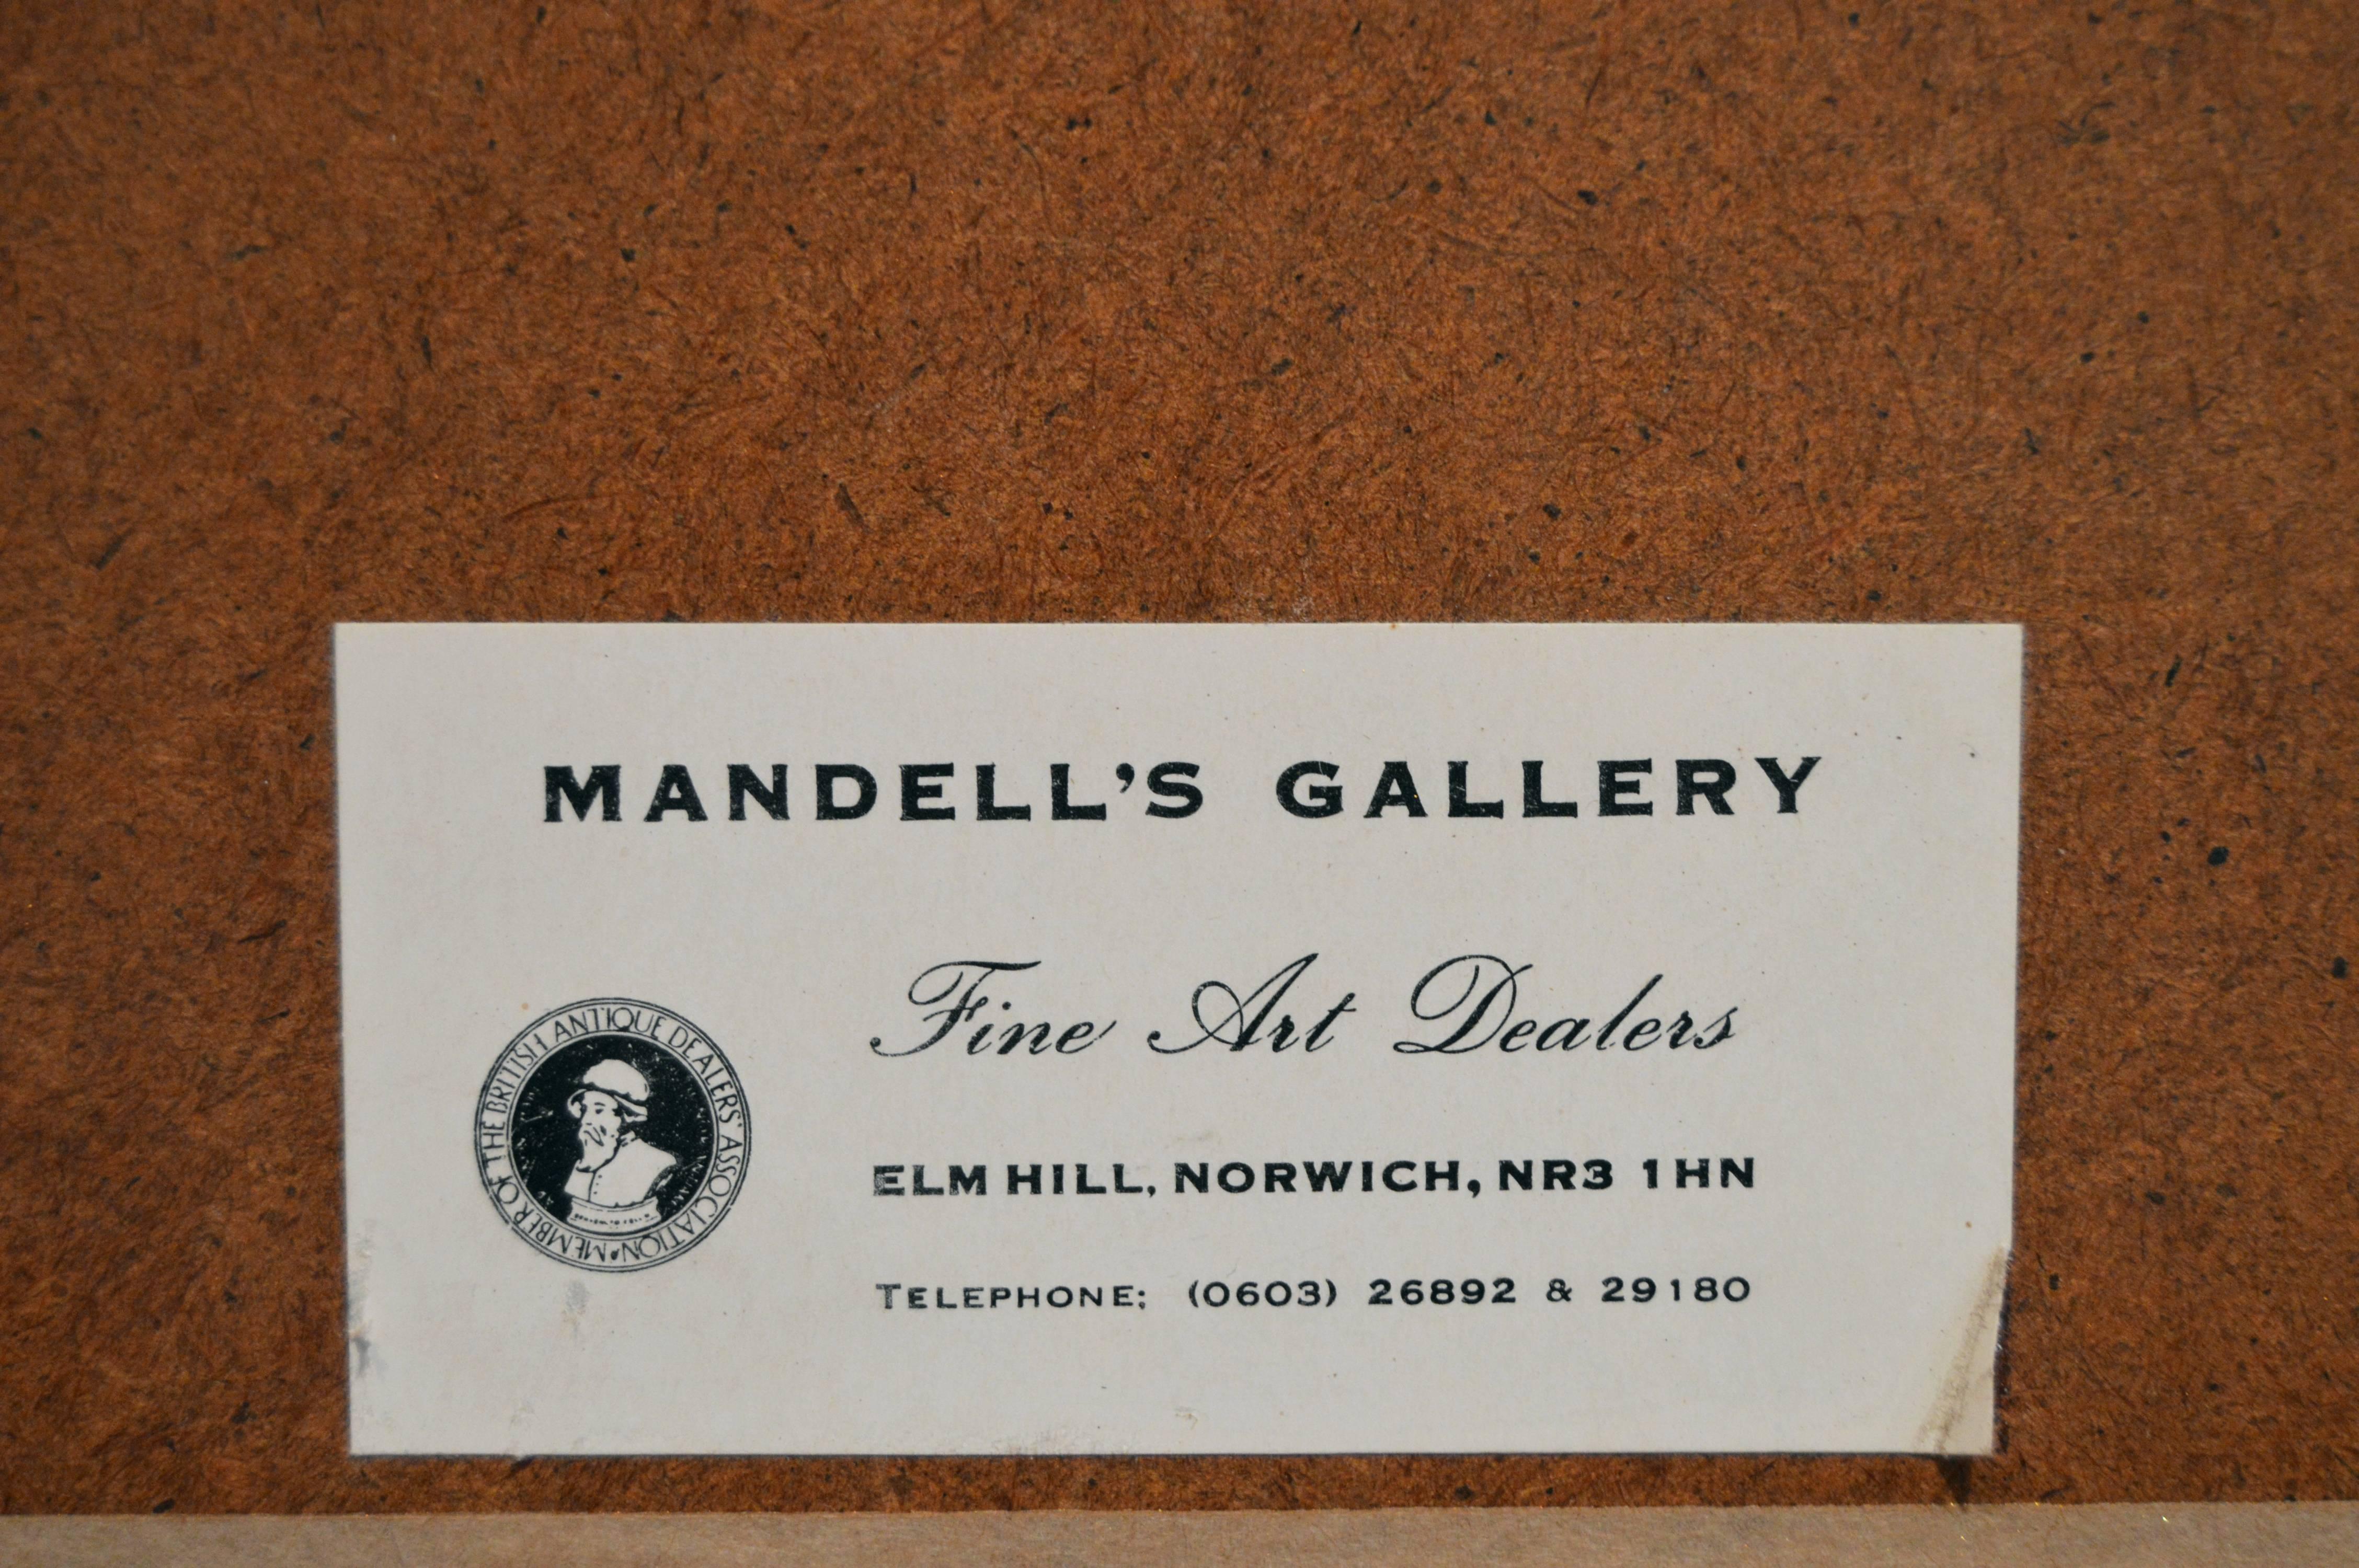 MANDELL'S GALLERY
Fine Art Dealers
MEMBER OF THE BRITISH ANTIQUE DEALERS' ASSOCIATION
ELM HILL, NORWICH, NR3 1HN
TELEPHONE: (0603) 26892 & 29180